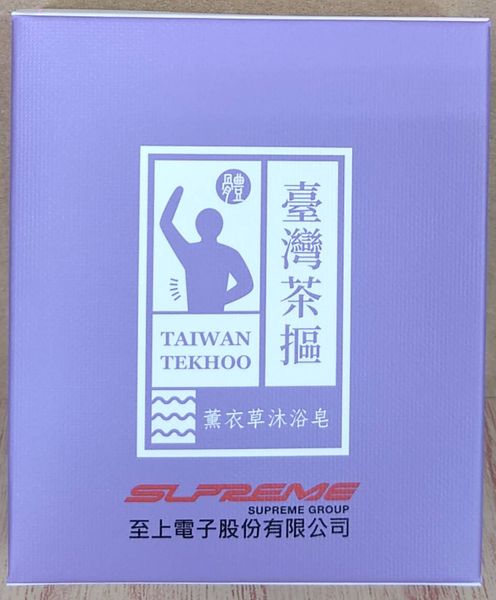 體
臺灣茶摳
TAIWAN
TEKHOO
薰衣草沐浴皂
SUPREME
SUPREME GROUP
至上電子股份有限公司